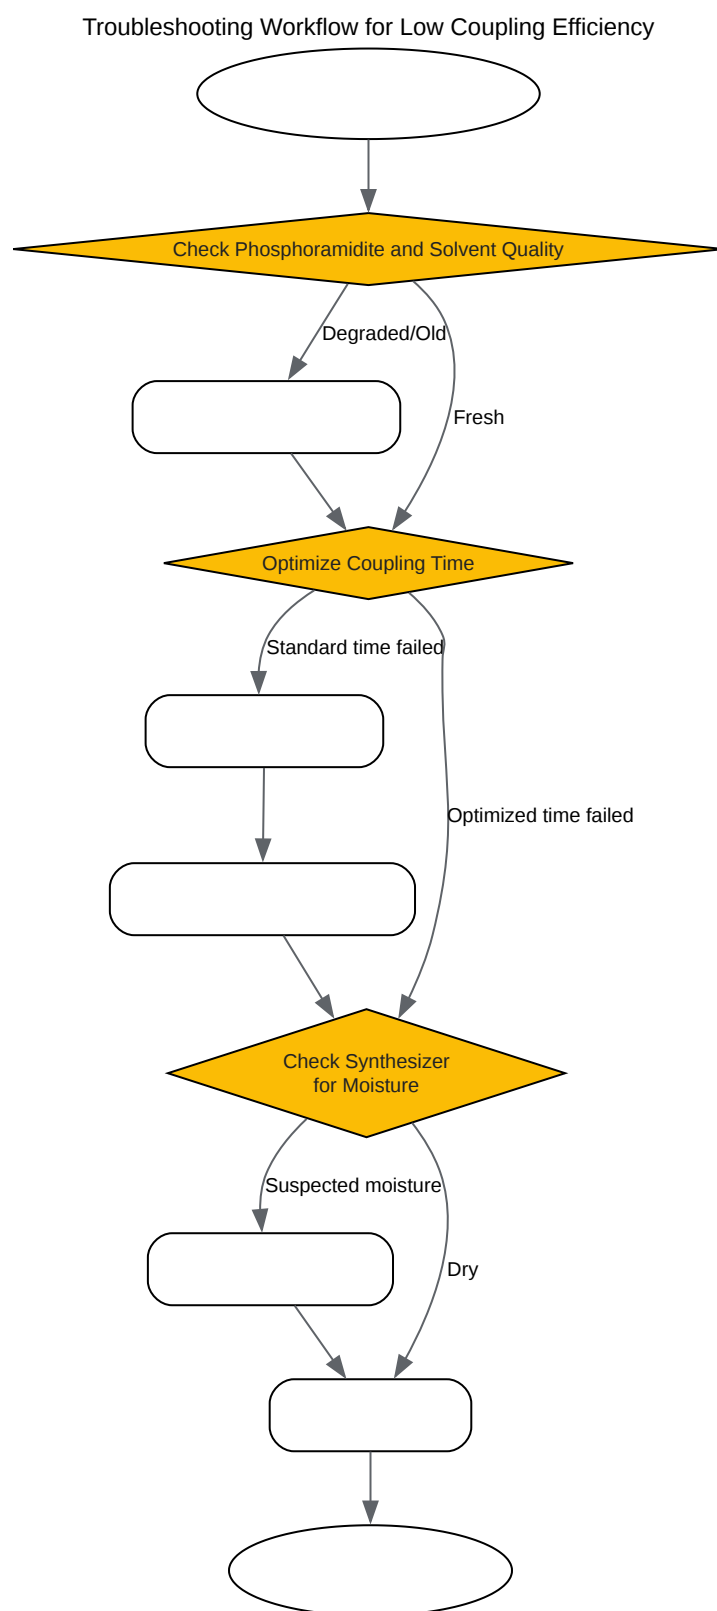 Troubleshooting Workflow for Low Coupling Efficiency
Check Phosphoramidite and Solvent Quality
Degraded/Old
Fresh
Optimize Coupling Time
Standard time failed
Optimized time failed
Check Synthesizer
for Moisture
Suspected moisture
Dry